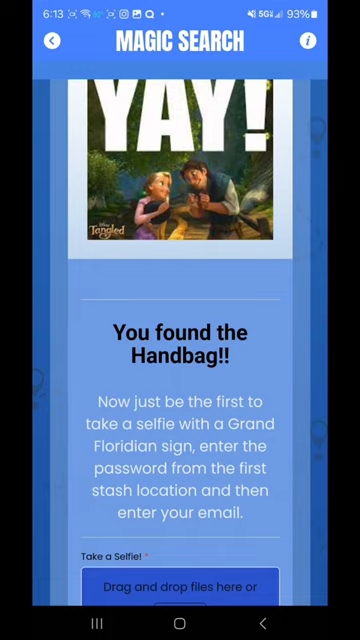 6:13
5G
93%
MAGIC SEARCH
YAY!
Disney
Tangled
You found the
Handbag!!
Now just be the first to
take a selfie with a Grand
Floridian sign, enter the
password from the first
stash location and then
enter your email.
Take a Selfie! *
Drag and drop files here or